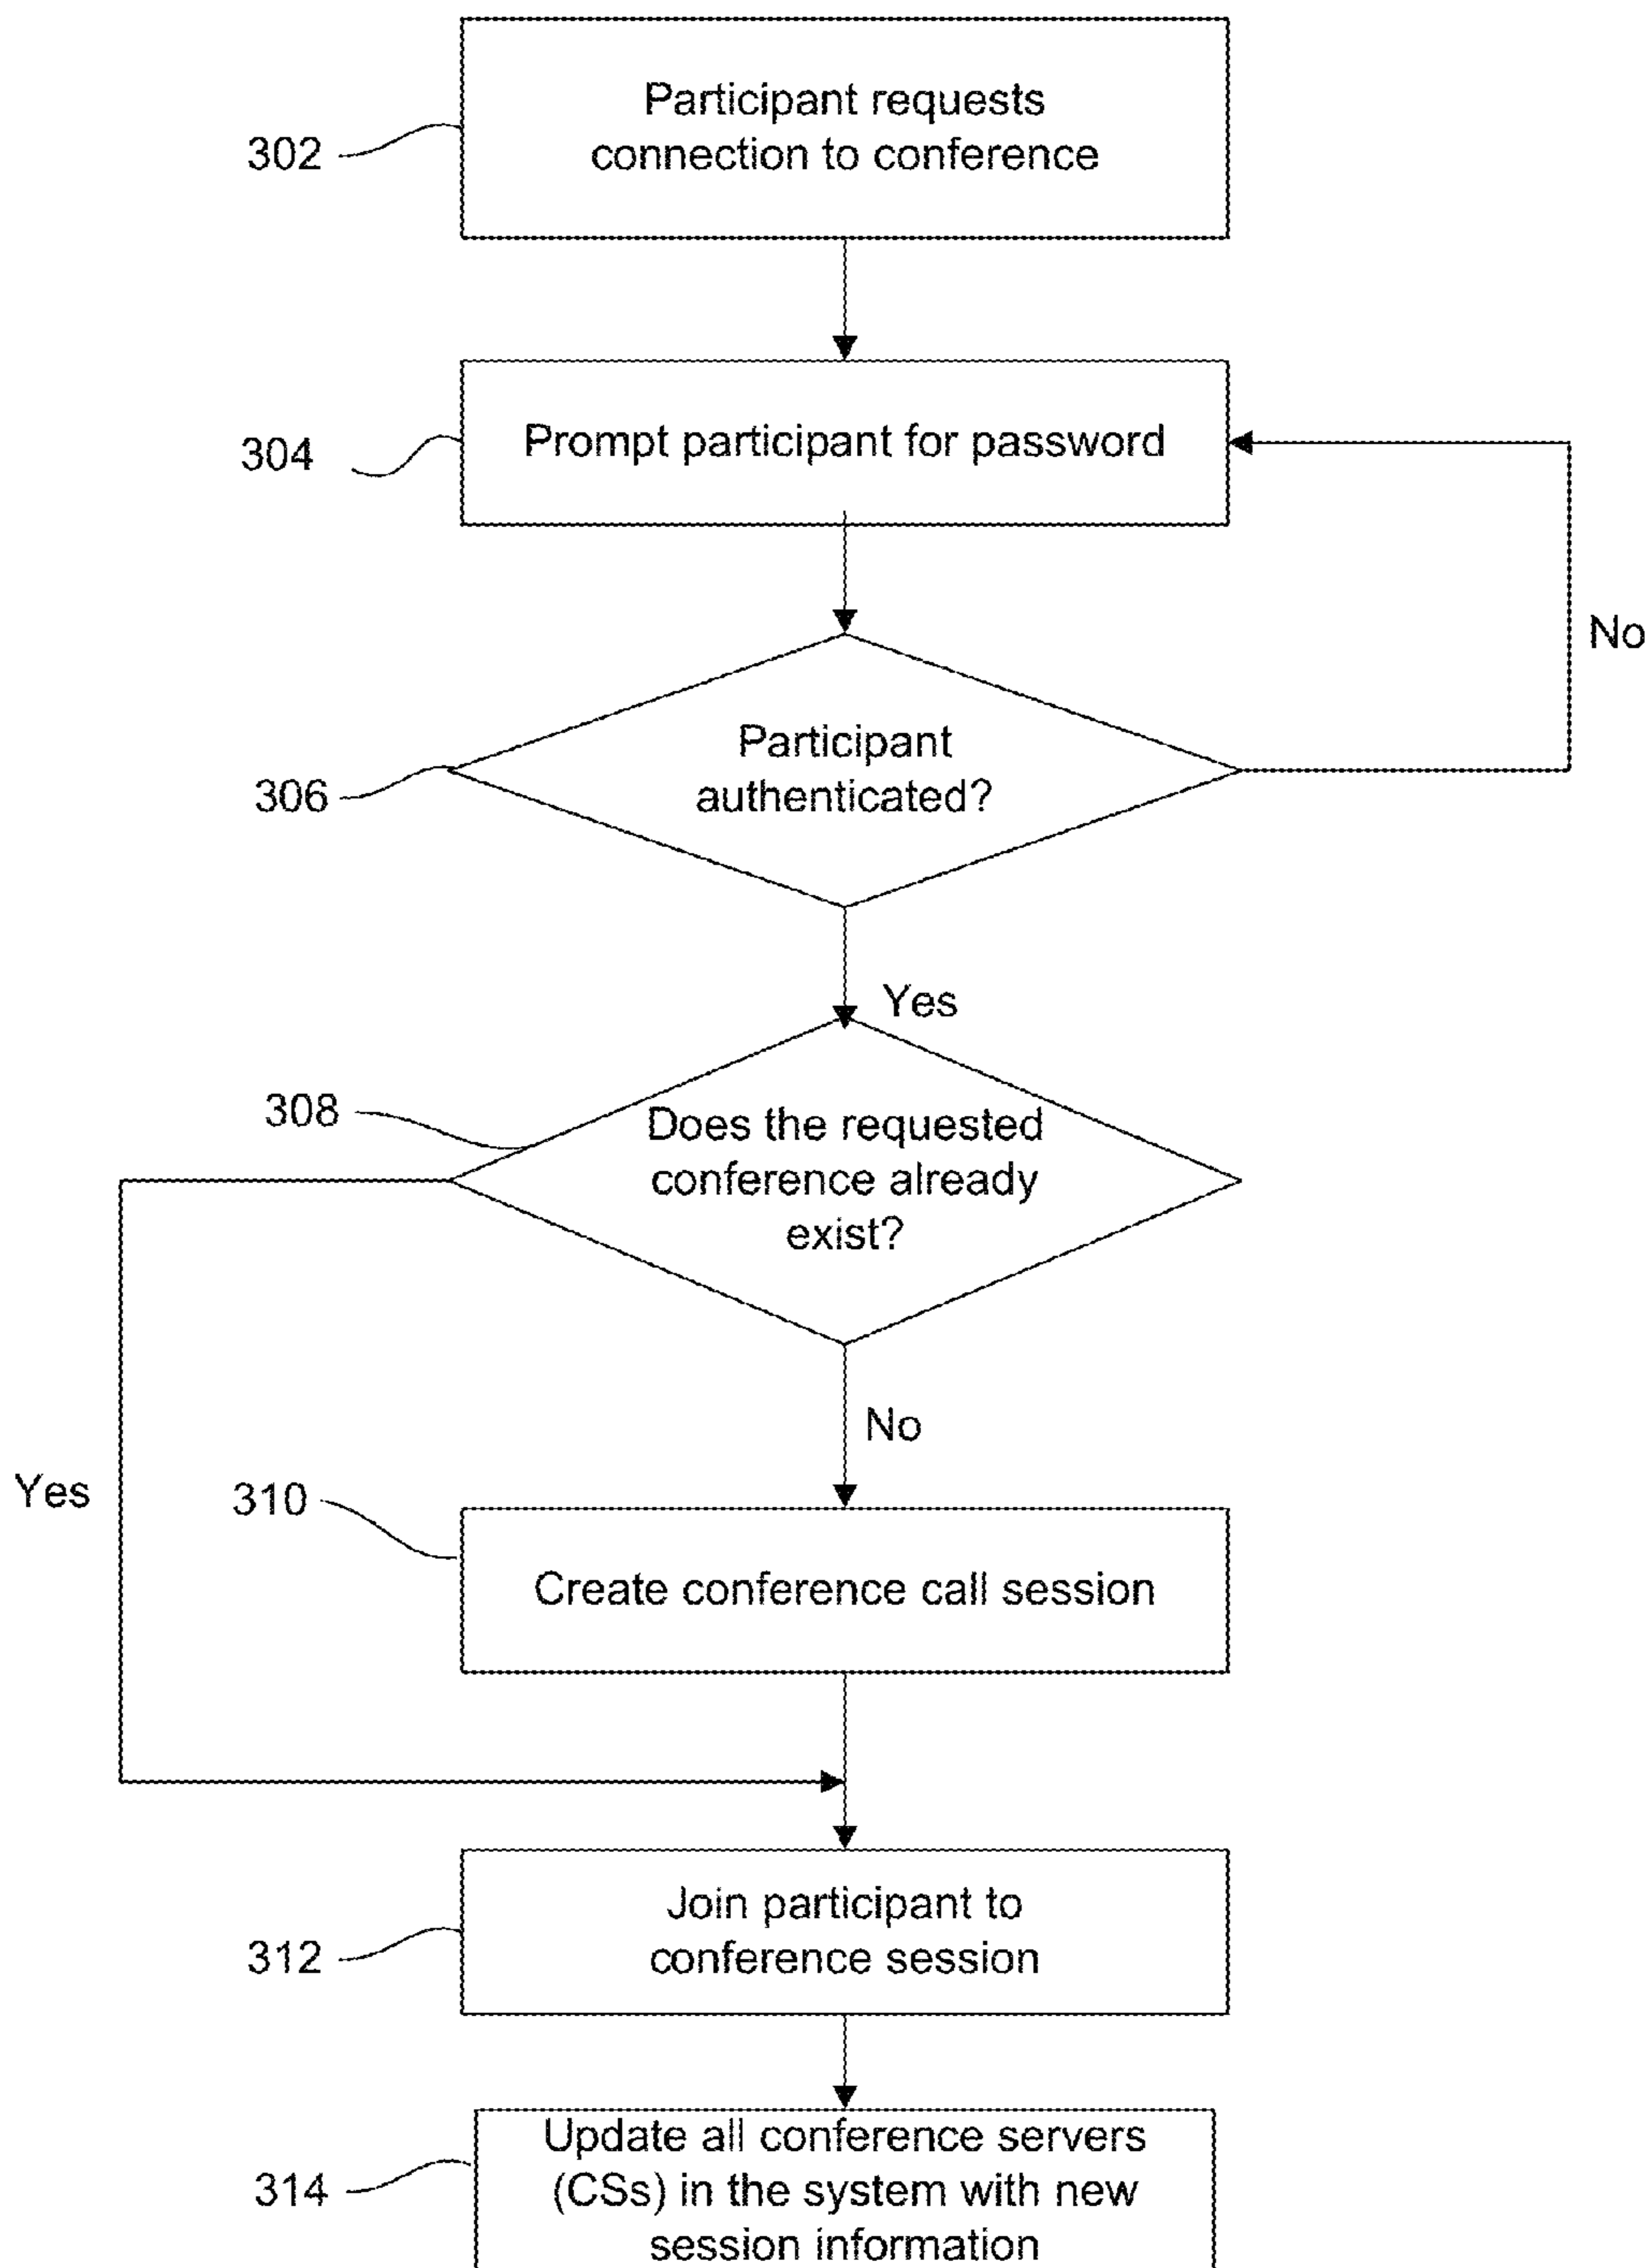 Participant requests
connection to conference
302
Prompt participant for password
304
No
Participant
authenticated?
306
Yes
308
Does the requested
conference already
exist?
No
Yes
310
Create conference call session
Join participant to
conference session
312
Update all conference servers
(CSs) in the system with new
session information
314